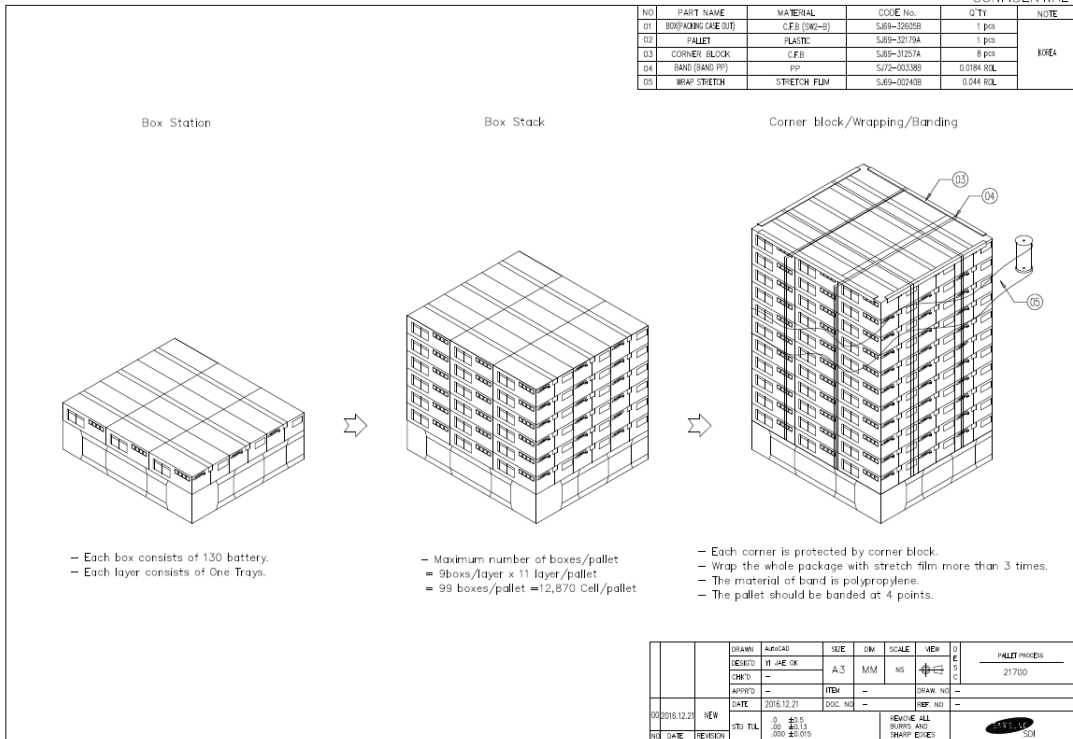 NO PART NAME MATERIAL CODE No. Q'TY NOTE
01 BOX(PACKING CASE OUT) C.F.B (SW2-B) SJ69-32605B 1 pcs
02 PALLET PLASTIC SJ69-32179A 1 pcs
03 CORNER BLOCK C.F.B SJ69-31257A 8 pcs KOREA
04 BAND (BAND PP) PP SJ72-00338B 0.0184 ROL
05 WRAP STRETCH STRETCH FLIM SJ69-00240B 0.044 ROL
Box Station
Box Stack
Corner block/Wrapping/Banding
03
04
05
– Each box consists of 130 battery.
– Each layer consists of One Trays.
– Maximum number of boxes/pallet
= 9boxs/layer x 11 layer/pallet
= 99 boxes/pallet =12,870 Cell/pallet
– Each corner is protected by corner block.
– Wrap the whole package with stretch film more than 3 times.
– The material of band is polypropylene.
– The pallet should be banded at 4 points.
DRAWN AutoCAD SIZE DIM SCALE VIEW DESC PALLET PROCESS
DESIG'D YI JAE OK A3 MM NS 21700
CHK'D –
APPR'D – ITEM – DRAW. NO –
DATE 2016.12.21 DOC. NO – REF. NO –
00 2016.12.21 NEW
STD TOL .0 ±0.5
.00 ±0.13
.000 ±0.015
REMOVE ALL
BURRS AND
SHARP EDGES
SAMSUNG SDI
NO DATE REVISION